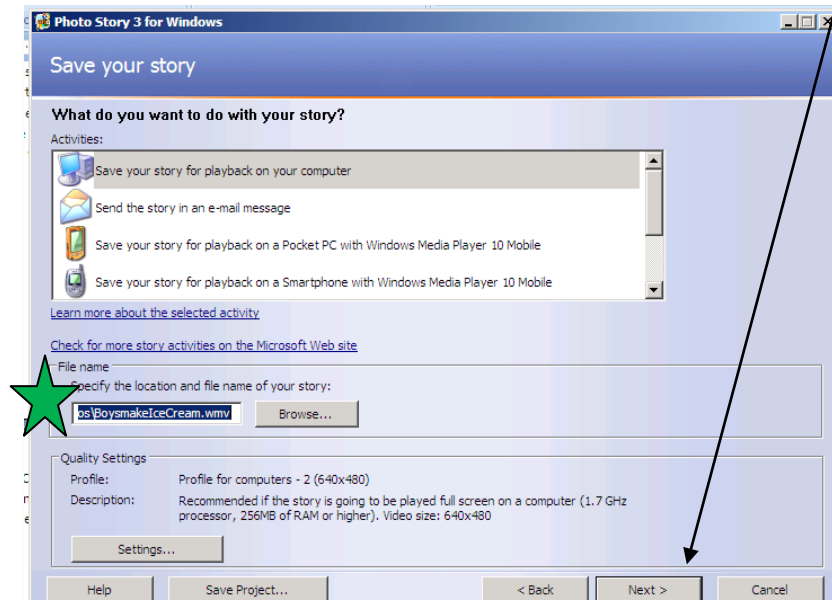 Photo Story 3 for Windows
Save your story
What do you want to do with your story?
Activities:
Save your story for playback on your computer
Send the story in an e-mail message
Save your story for playback on a Pocket PC with Windows Media Player 10 Mobile
Save your story for playback on a Smartphone with Windows Media Player 10 Mobile
Learn more about the selected activity
Check for more story activities on the Microsoft Web site
File name
Specify the location and file name of your story:
os\BoysmakeIceCream.wmv Browse...
Quality Settings
Profile: Profile for computers - 2 (640x480)
Description: Recommended if the story is going to be played full screen on a computer (1.7 GHz
processor, 256MB of RAM or higher). Video size: 640x480
Settings...
Help Save Project... < Back Next > Cancel